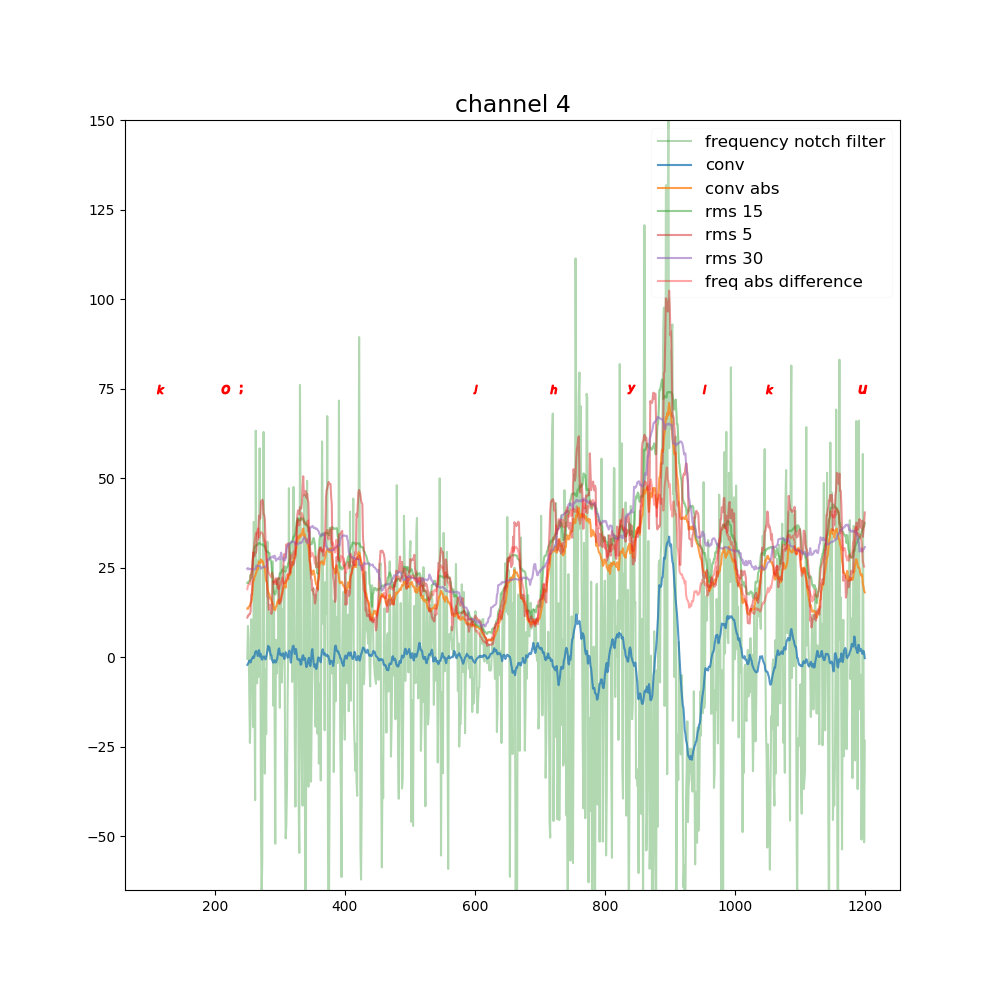 channel 4
150
frequency notch filter
conv
conv abs
rms 15
rms 5
rms 30
freq abs difference
125
100
75
k o ; j h y l k u
50
25
0
−25
−50
200 400 600 800 1000 1200